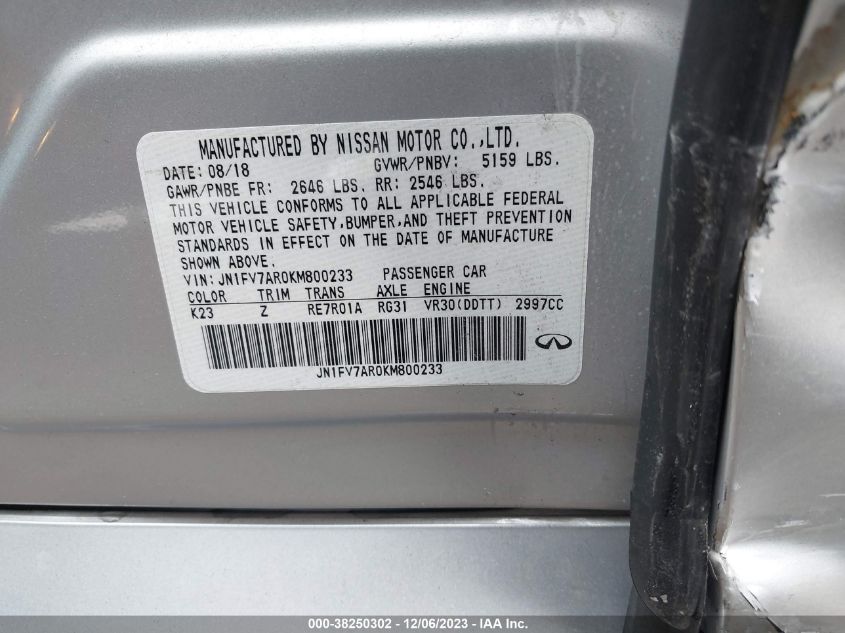 MANUFACTURED BY NISSAN MOTOR CO.,LTD.
DATE: 08/18 GVWR/PNBV: 5159 LBS.
GAWR/PNBE FR: 2646 LBS. RR: 2546 LBS.
THIS VEHICLE CONFORMS TO ALL APPLICABLE FEDERAL
MOTOR VEHICLE SAFETY,BUMPER,AND THEFT PREVENTION
STANDARDS IN EFFECT ON THE DATE OF MANUFACTURE
SHOWN ABOVE.
VIN: JN1FV7AR0KM800233 PASSENGER CAR
COLOR TRIM TRANS AXLE ENGINE
K23 Z RE7R01A RG31 VR30(DDTT) 2997CC
JN1FV7AR0KM800233
000-38250302 - 12/06/2023 - IAA Inc.